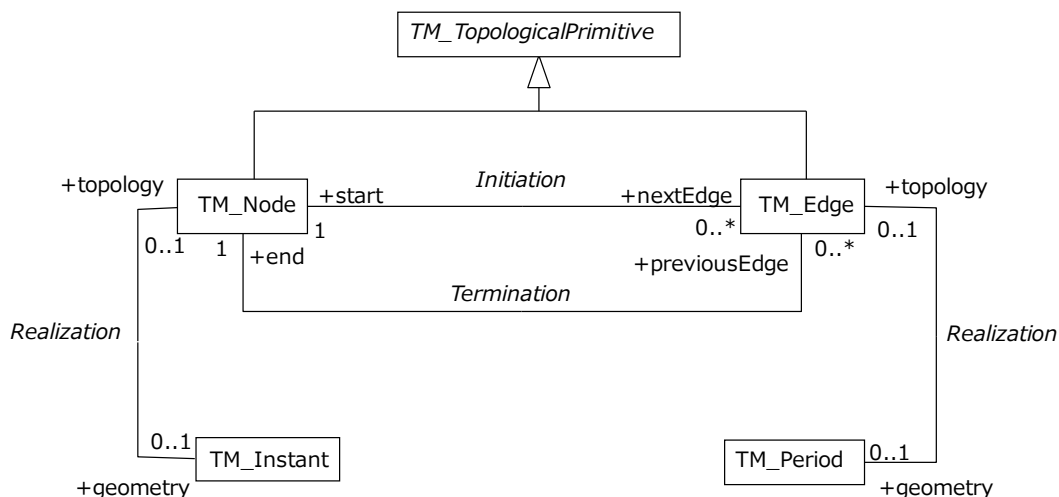 TM_TopologicalPrimitive
+topology
TM_Node
+start
Initiation
+nextEdge
TM_Edge
+topology
0..1
1
1
+end
0..*
0..*
0..1
+previousEdge
Termination
Realization
Realization
0..1
TM_Instant
+geometry
TM_Period
0..1
+geometry